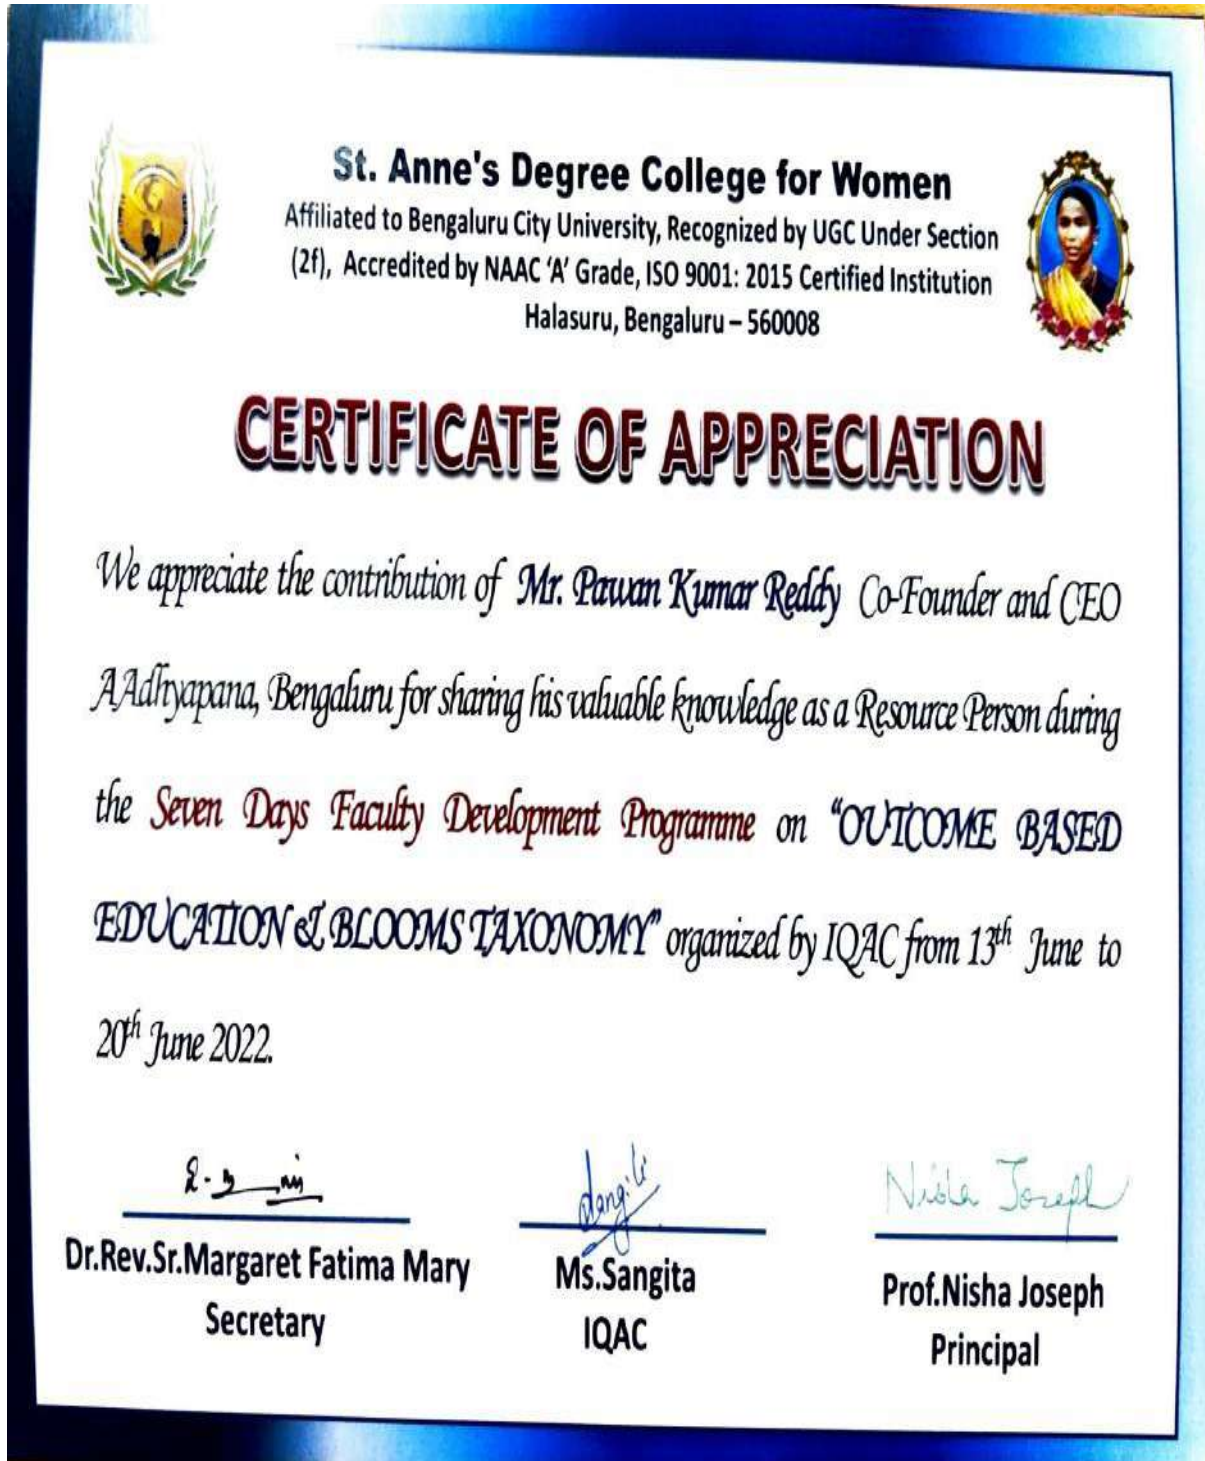 St. Anne's Degree College for Women
Affiliated to Bengaluru City University, Recognized by UGC Under Section
(2f), Accredited by NAAC ‘A’ Grade, ISO 9001: 2015 Certified Institution
Halasuru, Bengaluru – 560008
CERTIFICATE OF APPRECIATION
We appreciate the contribution of Mr. Pawan Kumar Reddy Co-Founder and CEO
AAdhyapana, Bengaluru for sharing his valuable knowledge as a Resource Person during
the Seven Days Faculty Development Programme on “OUTCOME BASED
EDUCATION & BLOOMS TAXONOMY” organized by IQAC from 13th June to
20th June 2022.
Sangiti Nisha Joseph
Dr.Rev.Sr.Margaret Fatima Mary Ms.Sangita Prof.Nisha Joseph
Secretary IQAC Principal